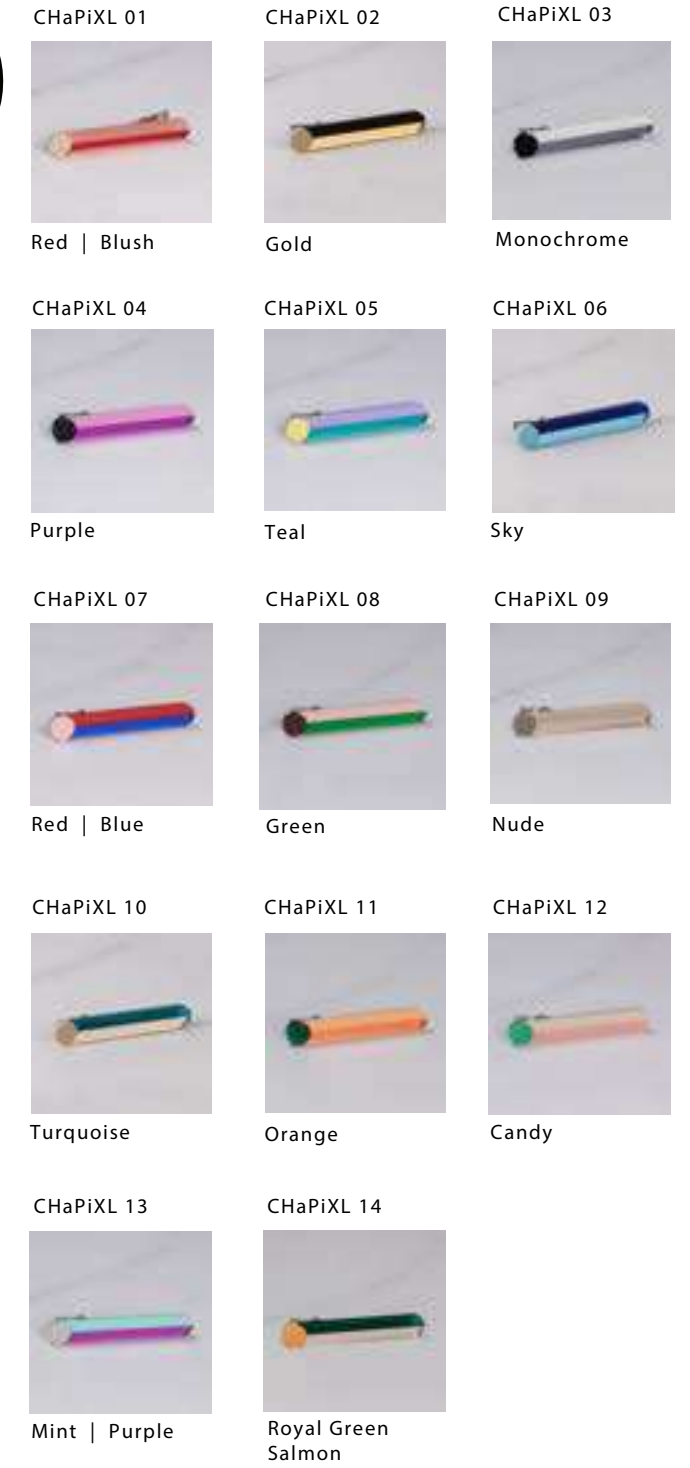 CHaPiXL 01
CHaPiXL 02
CHaPiXL 03
Red | Blush
Gold
Monochrome
CHaPiXL 04
CHaPiXL 05
CHaPiXL 06
Purple
Teal
Sky
CHaPiXL 07
CHaPiXL 08
CHaPiXL 09
Red | Blue
Green
Nude
CHaPiXL 10
CHaPiXL 11
CHaPiXL 12
Turquoise
Orange
Candy
CHaPiXL 13
CHaPiXL 14
Mint | Purple
Royal Green
Salmon